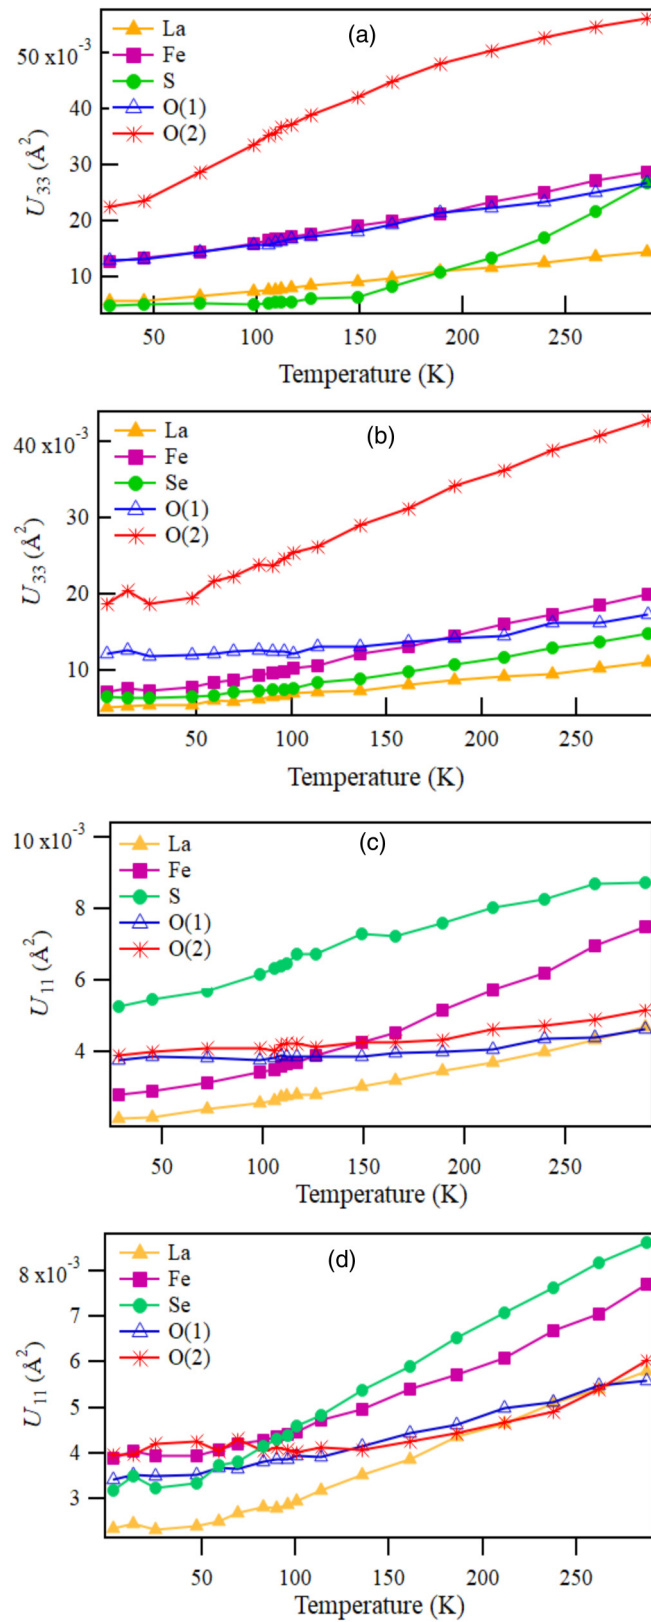 (a)
La
Fe
S
O(1)
O(2)
50 x10⁻³
40
30
20
10
U₃₃ (Å²)
50
100
150
200
250
Temperature (K)
(b)
La
Fe
Se
O(1)
O(2)
40 x10⁻³
30
20
10
U₃₃ (Å²)
50
100
150
200
250
Temperature (K)
(c)
La
Fe
S
O(1)
O(2)
10 x10⁻³
8
6
4
U₁₁ (Å²)
50
100
150
200
250
Temperature (K)
(d)
La
Fe
Se
O(1)
O(2)
8 x10⁻³
7
6
5
4
3
U₁₁ (Å²)
50
100
150
200
250
Temperature (K)